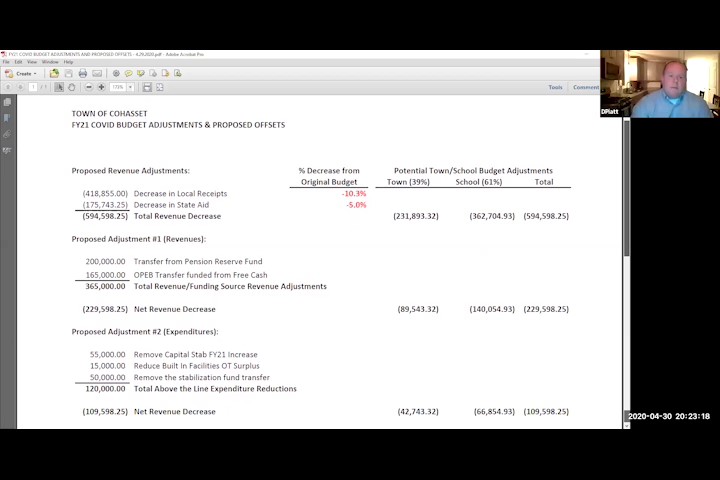 FY21 COVID BUDGET ADJUSTMENTS AND PROPOSED OFFSETS - 4.29.2020.pdf - Adobe Acrobat Pro
File Edit View Window Help
Create
1 / 1
Tools Comment
DPiatt
TOWN OF COHASSET
FY21 COVID BUDGET ADJUSTMENTS & PROPOSED OFFSETS
Proposed Revenue Adjustments: % Decrease from Potential Town/School Budget Adjustments
Original Budget Town (39%) School (61%) Total
(418,855.00) Decrease in Local Receipts -10.3%
(175,743.25) Decrease in State Aid -5.0%
(594,598.25) Total Revenue Decrease (231,893.32) (362,704.93) (594,598.25)
Proposed Adjustment #1 (Revenues):
200,000.00 Transfer from Pension Reserve Fund
165,000.00 OPEB Transfer funded from Free Cash
365,000.00 Total Revenue/Funding Source Revenue Adjustments
(229,598.25) Net Revenue Decrease (89,543.32) (140,054.93) (229,598.25)
Proposed Adjustment #2 (Expenditures):
55,000.00 Remove Capital Stab FY21 Increase
15,000.00 Reduce Built In Facilities OT Surplus
50,000.00 Remove the stabilization fund transfer
120,000.00 Total Above the Line Expenditure Reductions
(109,598.25) Net Revenue Decrease (42,743.32) (66,854.93) (109,598.25)
2020-04-30 20:23:18